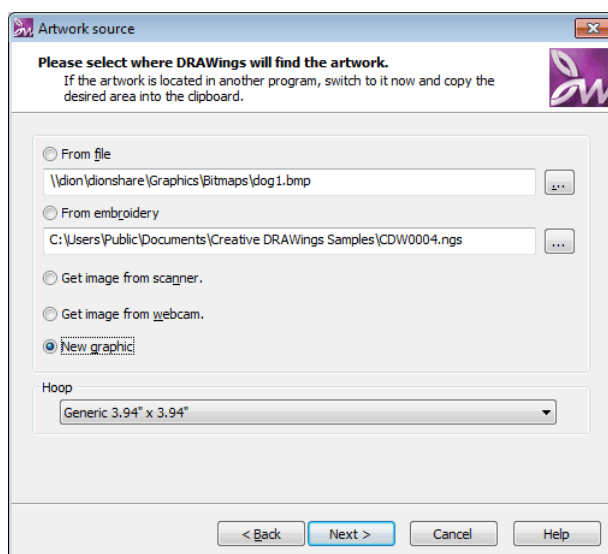 Artwork source
Please select where DRAWings will find the artwork.
If the artwork is located in another program, switch to it now and copy the
desired area into the clipboard.
From file
\\dion\dionshare\Graphics\Bitmaps\dog1.bmp
...
From embroidery
C:\Users\Public\Documents\Creative DRAWings Samples\CDW0004.ngs
...
Get image from scanner.
Get image from webcam.
New graphic
Hoop
Generic 3.94" x 3.94"
< Back Next > Cancel Help